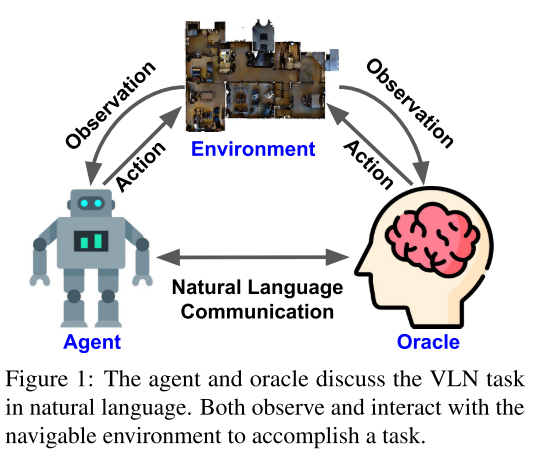 Observation
Observation
Action
Action
Environment
Natural Language
Communication
Agent
Oracle
Figure 1: The agent and oracle discuss the VLN task
in natural language. Both observe and interact with the
navigable environment to accomplish a task.